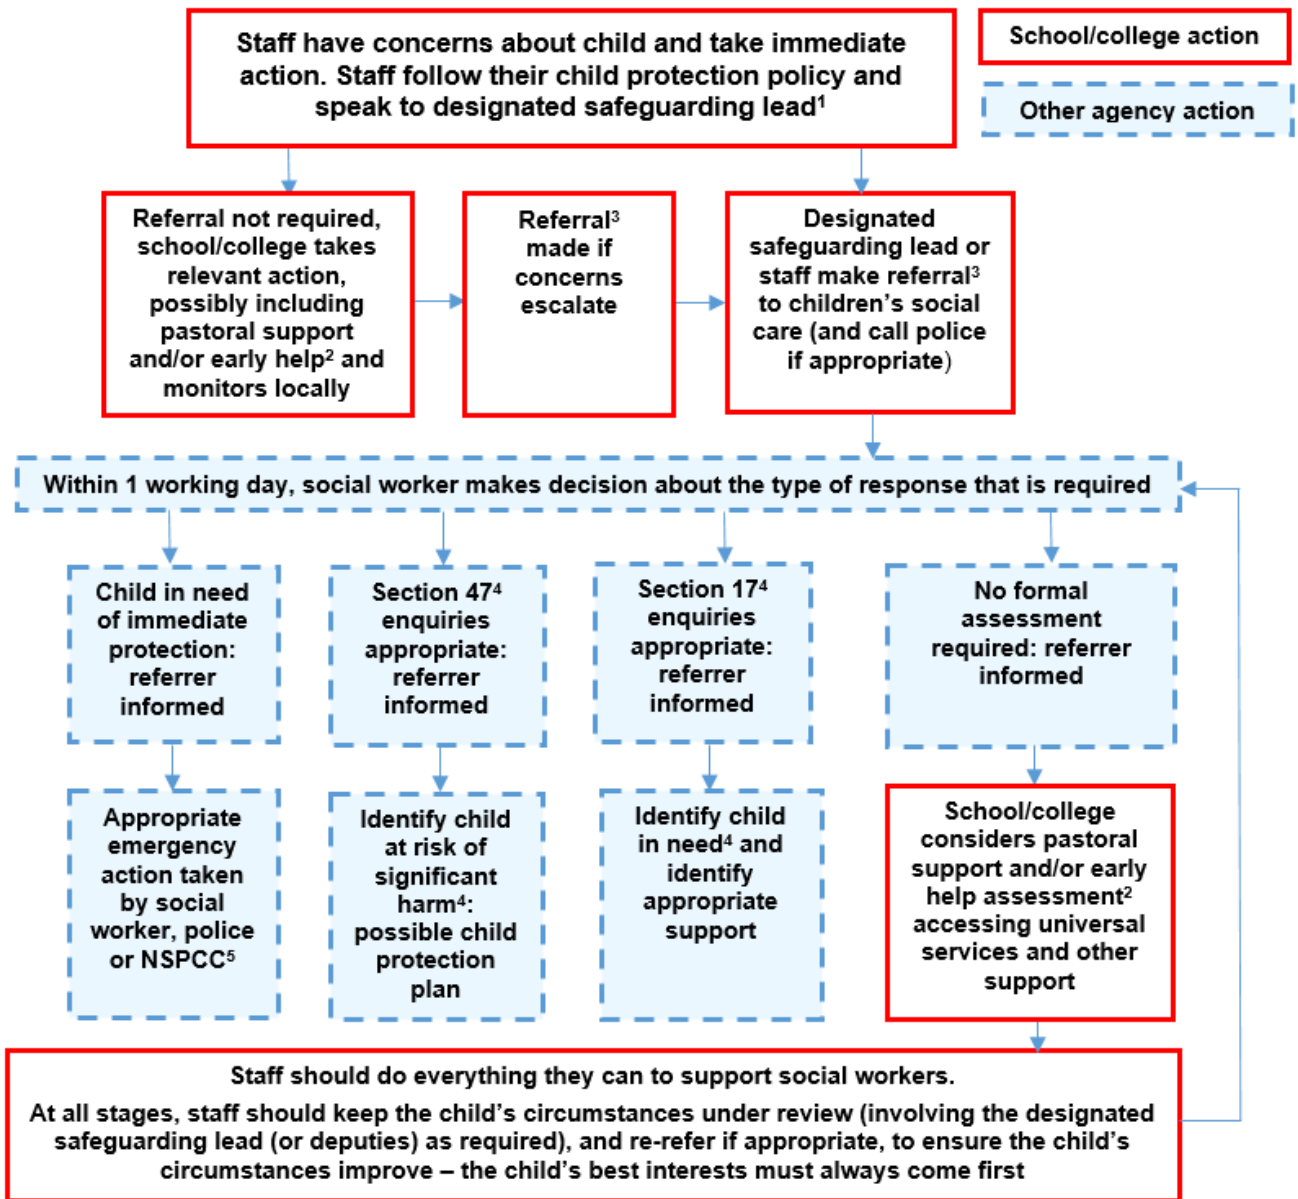 Staff have concerns about child and take immediate
action. Staff follow their child protection policy and
speak to designated safeguarding lead¹
School/college action
Other agency action
Referral not required,
school/college takes
relevant action,
possibly including
pastoral support
and/or early help² and
monitors locally
Referral³
made if
concerns
escalate
Designated
safeguarding lead or
staff make referral³
to children’s social
care (and call police
if appropriate)
Within 1 working day, social worker makes decision about the type of response that is required
Child in need
of immediate
protection:
referrer
informed
Section 47⁴
enquiries
appropriate:
referrer
informed
Section 17⁴
enquiries
appropriate:
referrer
informed
No formal
assessment
required: referrer
informed
Appropriate
emergency
action taken
by social
worker, police
or NSPCC⁵
Identify child
at risk of
significant
harm⁴:
possible child
protection
plan
Identify child
in need⁴ and
identify
appropriate
support
School/college
considers pastoral
support and/or early
help assessment²
accessing universal
services and other
support
Staff should do everything they can to support social workers.
At all stages, staff should keep the child’s circumstances under review (involving the designated
safeguarding lead (or deputies) as required), and re-refer if appropriate, to ensure the child’s
circumstances improve – the child’s best interests must always come first